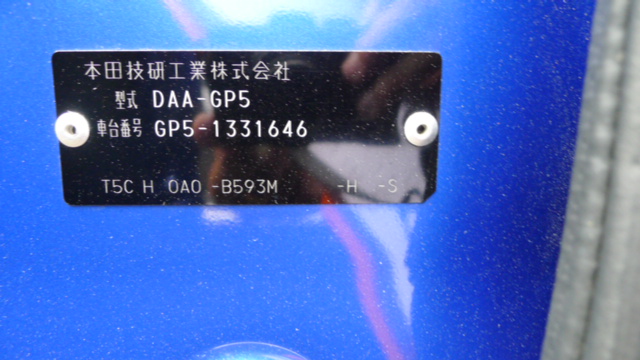 本田技研工業株式会社
型式 DAA-GP5
車台番号 GP5-1331646
T5C H 0A0 -B593M -H -S